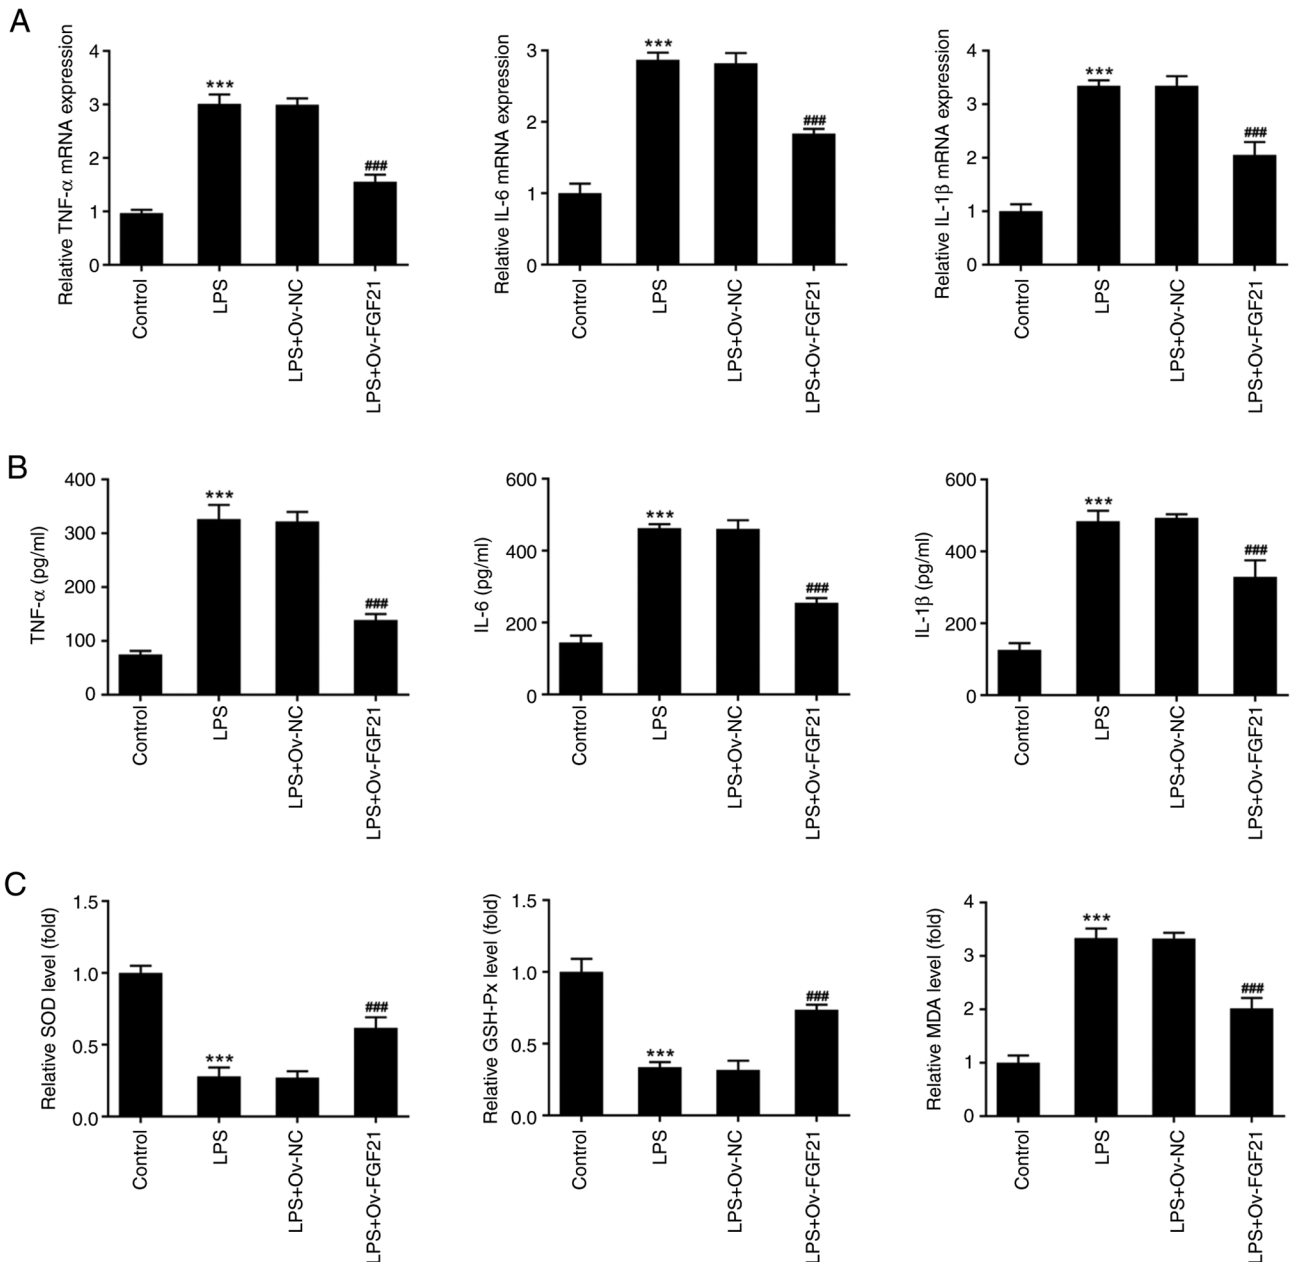 A
Relative TNF-α mRNA expression
4
3
2
1
0
***
###
Control
LPS
LPS+Ov-NC
LPS+Ov-FGF21
Relative IL-6 mRNA expression
3
2
1
0
***
###
Control
LPS
LPS+Ov-NC
LPS+Ov-FGF21
Relative IL-1β mRNA expression
4
3
2
1
0
***
###
Control
LPS
LPS+Ov-NC
LPS+Ov-FGF21
B
TNF-α (pg/ml)
400
300
200
100
0
***
###
Control
LPS
LPS+Ov-NC
LPS+Ov-FGF21
IL-6 (pg/ml)
600
400
200
0
***
###
Control
LPS
LPS+Ov-NC
LPS+Ov-FGF21
IL-1β (pg/ml)
600
400
200
0
***
###
Control
LPS
LPS+Ov-NC
LPS+Ov-FGF21
C
Relative SOD level (fold)
1.5
1.0
0.5
0.0
***
###
Control
LPS
LPS+Ov-NC
LPS+Ov-FGF21
Relative GSH-Px level (fold)
1.5
1.0
0.5
0.0
***
###
Control
LPS
LPS+Ov-NC
LPS+Ov-FGF21
Relative MDA level (fold)
4
3
2
1
0
***
###
Control
LPS
LPS+Ov-NC
LPS+Ov-FGF21